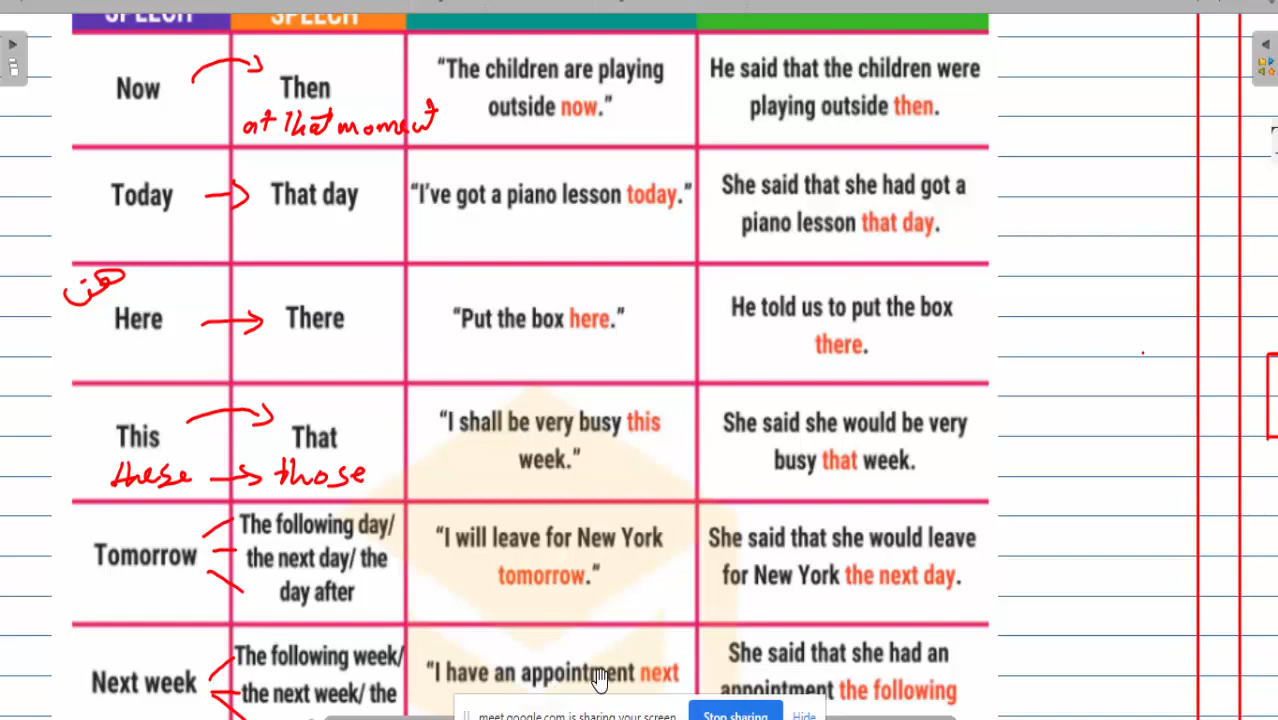 SPEECH SPEECH
Now
Then
at that moment
“The children are playing
outside now.”
He said that the children were
playing outside then.
Today
That day
“I’ve got a piano lesson today.”
She said that she had got a
piano lesson that day.
Here
There
“Put the box here.”
He told us to put the box
there.
This
these
That
those
“I shall be very busy this
week.”
She said she would be very
busy that week.
Tomorrow
The following day/
the next day/ the
day after
“I will leave for New York
tomorrow.”
She said that she would leave
for New York the next day.
Next week
The following week/
the next week/ the
“I have an appointment next
She said that she had an
appointment the following
meet.google.com is sharing your screen. Stop sharing Hide